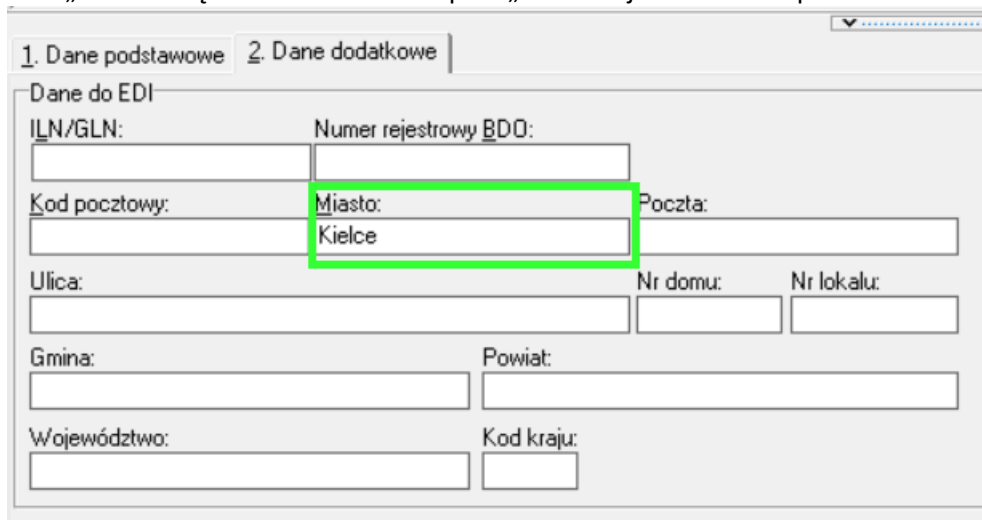 1. Dane podstawowe 2. Dane dodatkowe
Dane do EDI
ILN/GLN: Numer rejestrowy BDO:
Kod pocztowy: Miasto: Poczta:
Kielce
Ulica: Nr domu: Nr lokalu:
Gmina: Powiat:
Województwo: Kod kraju: